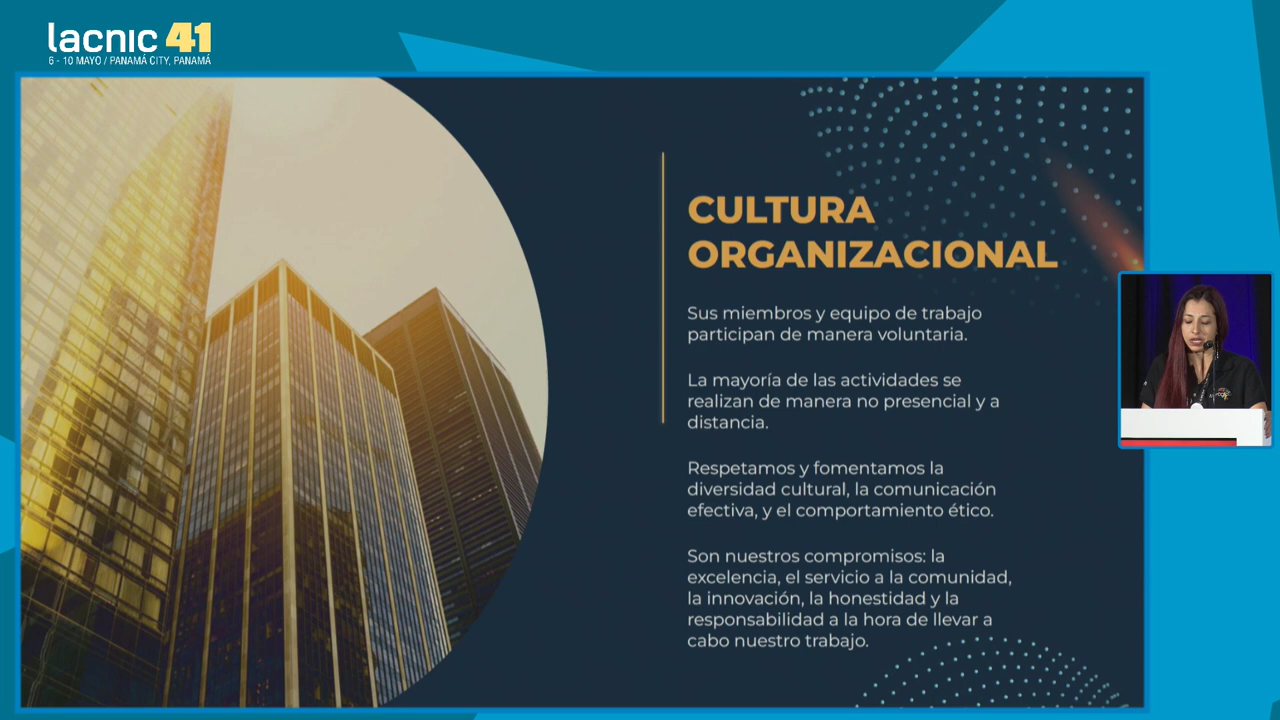 lacnic 41
6 - 10 MAYO / PANAMÁ CITY, PANAMÁ
CULTURA
ORGANIZACIONAL
Sus miembros y equipo de trabajo
participan de manera voluntaria.
La mayoría de las actividades se
realizan de manera no presencial y a
distancia.
Respetamos y fomentamos la
diversidad cultural, la comunicación
efectiva, y el comportamiento ético.
Son nuestros compromisos: la
excelencia, el servicio a la comunidad,
la innovación, la honestidad y la
responsabilidad a la hora de llevar a
cabo nuestro trabajo.